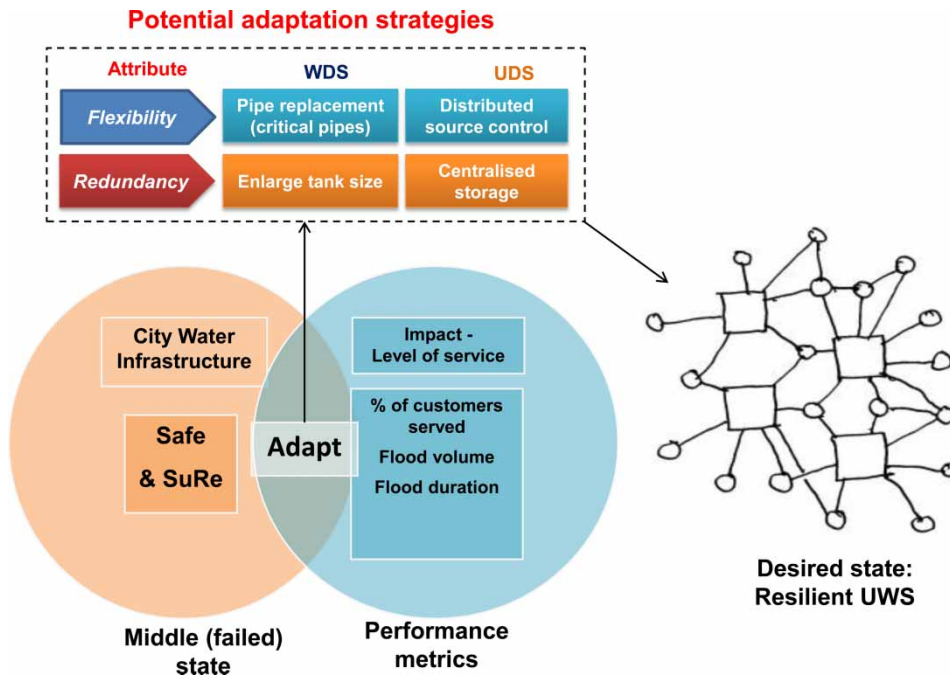 Potential adaptation strategies
Attribute
WDS
UDS
Flexibility
Pipe replacement
(critical pipes)
Distributed
source control
Redundancy
Enlarge tank size
Centralised
storage
City Water
Infrastructure
Safe
& SuRe
Adapt
Impact -
Level of service
% of customers
served
Flood volume
Flood duration
Middle (failed)
state
Performance
metrics
Desired state:
Resilient UWS